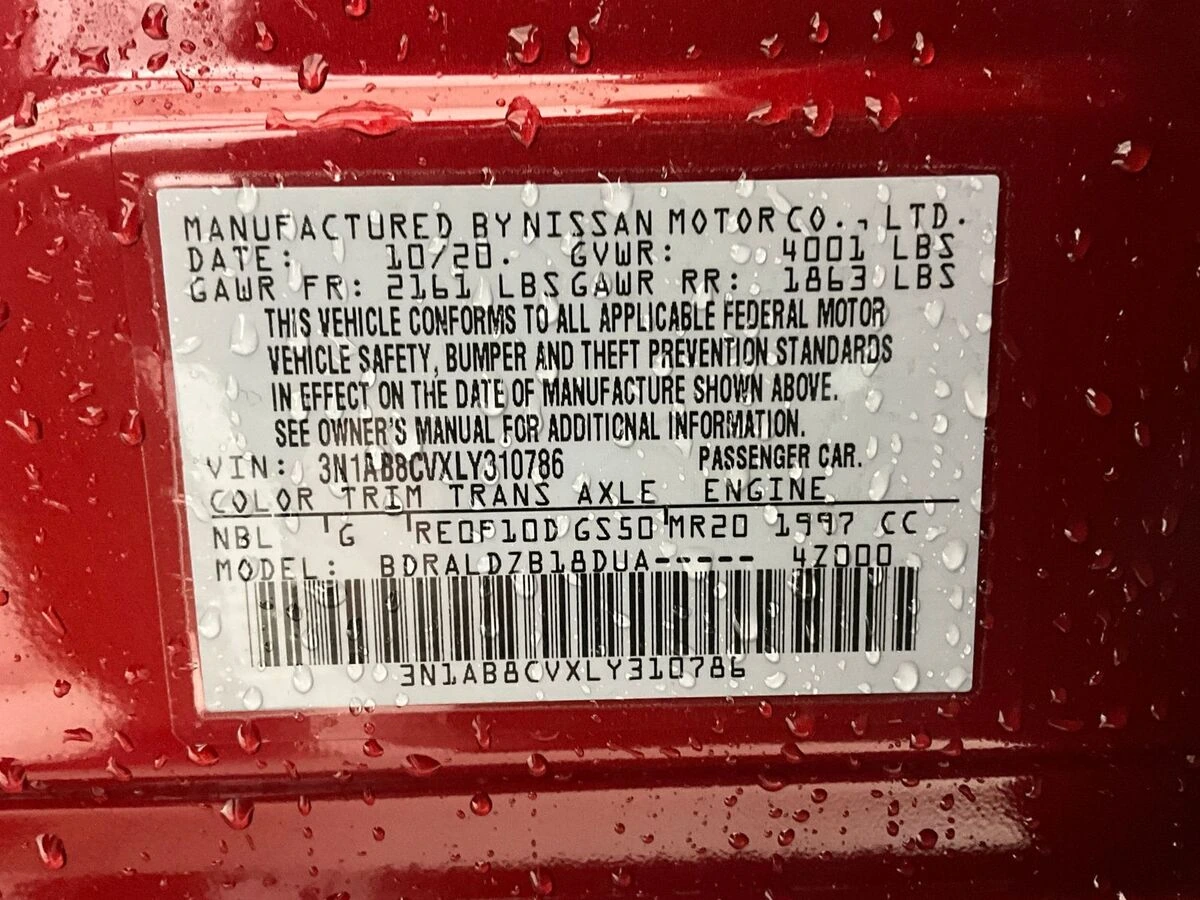 MANUFACTURED BY NISSAN MOTOR CO., LTD.
DATE: 10/20. GVWR: 4001 LBS
GAWR FR: 2161 LBS GAWR RR: 1863 LBS
THIS VEHICLE CONFORMS TO ALL APPLICABLE FEDERAL MOTOR
VEHICLE SAFETY, BUMPER AND THEFT PREVENTION STANDARDS
IN EFFECT ON THE DATE OF MANUFACTURE SHOWN ABOVE.
SEE OWNER'S MANUAL FOR ADDITIONAL INFORMATION.
VIN: 3N1AB8CVXLY310786 PASSENGER CAR.
COLOR TRIM TRANS AXLE ENGINE
NBL G RE0F10D GS50 MR20 1997 CC
MODEL: BDRALDZB18DUA----- 4Z000
3N1AB8CVXLY310786